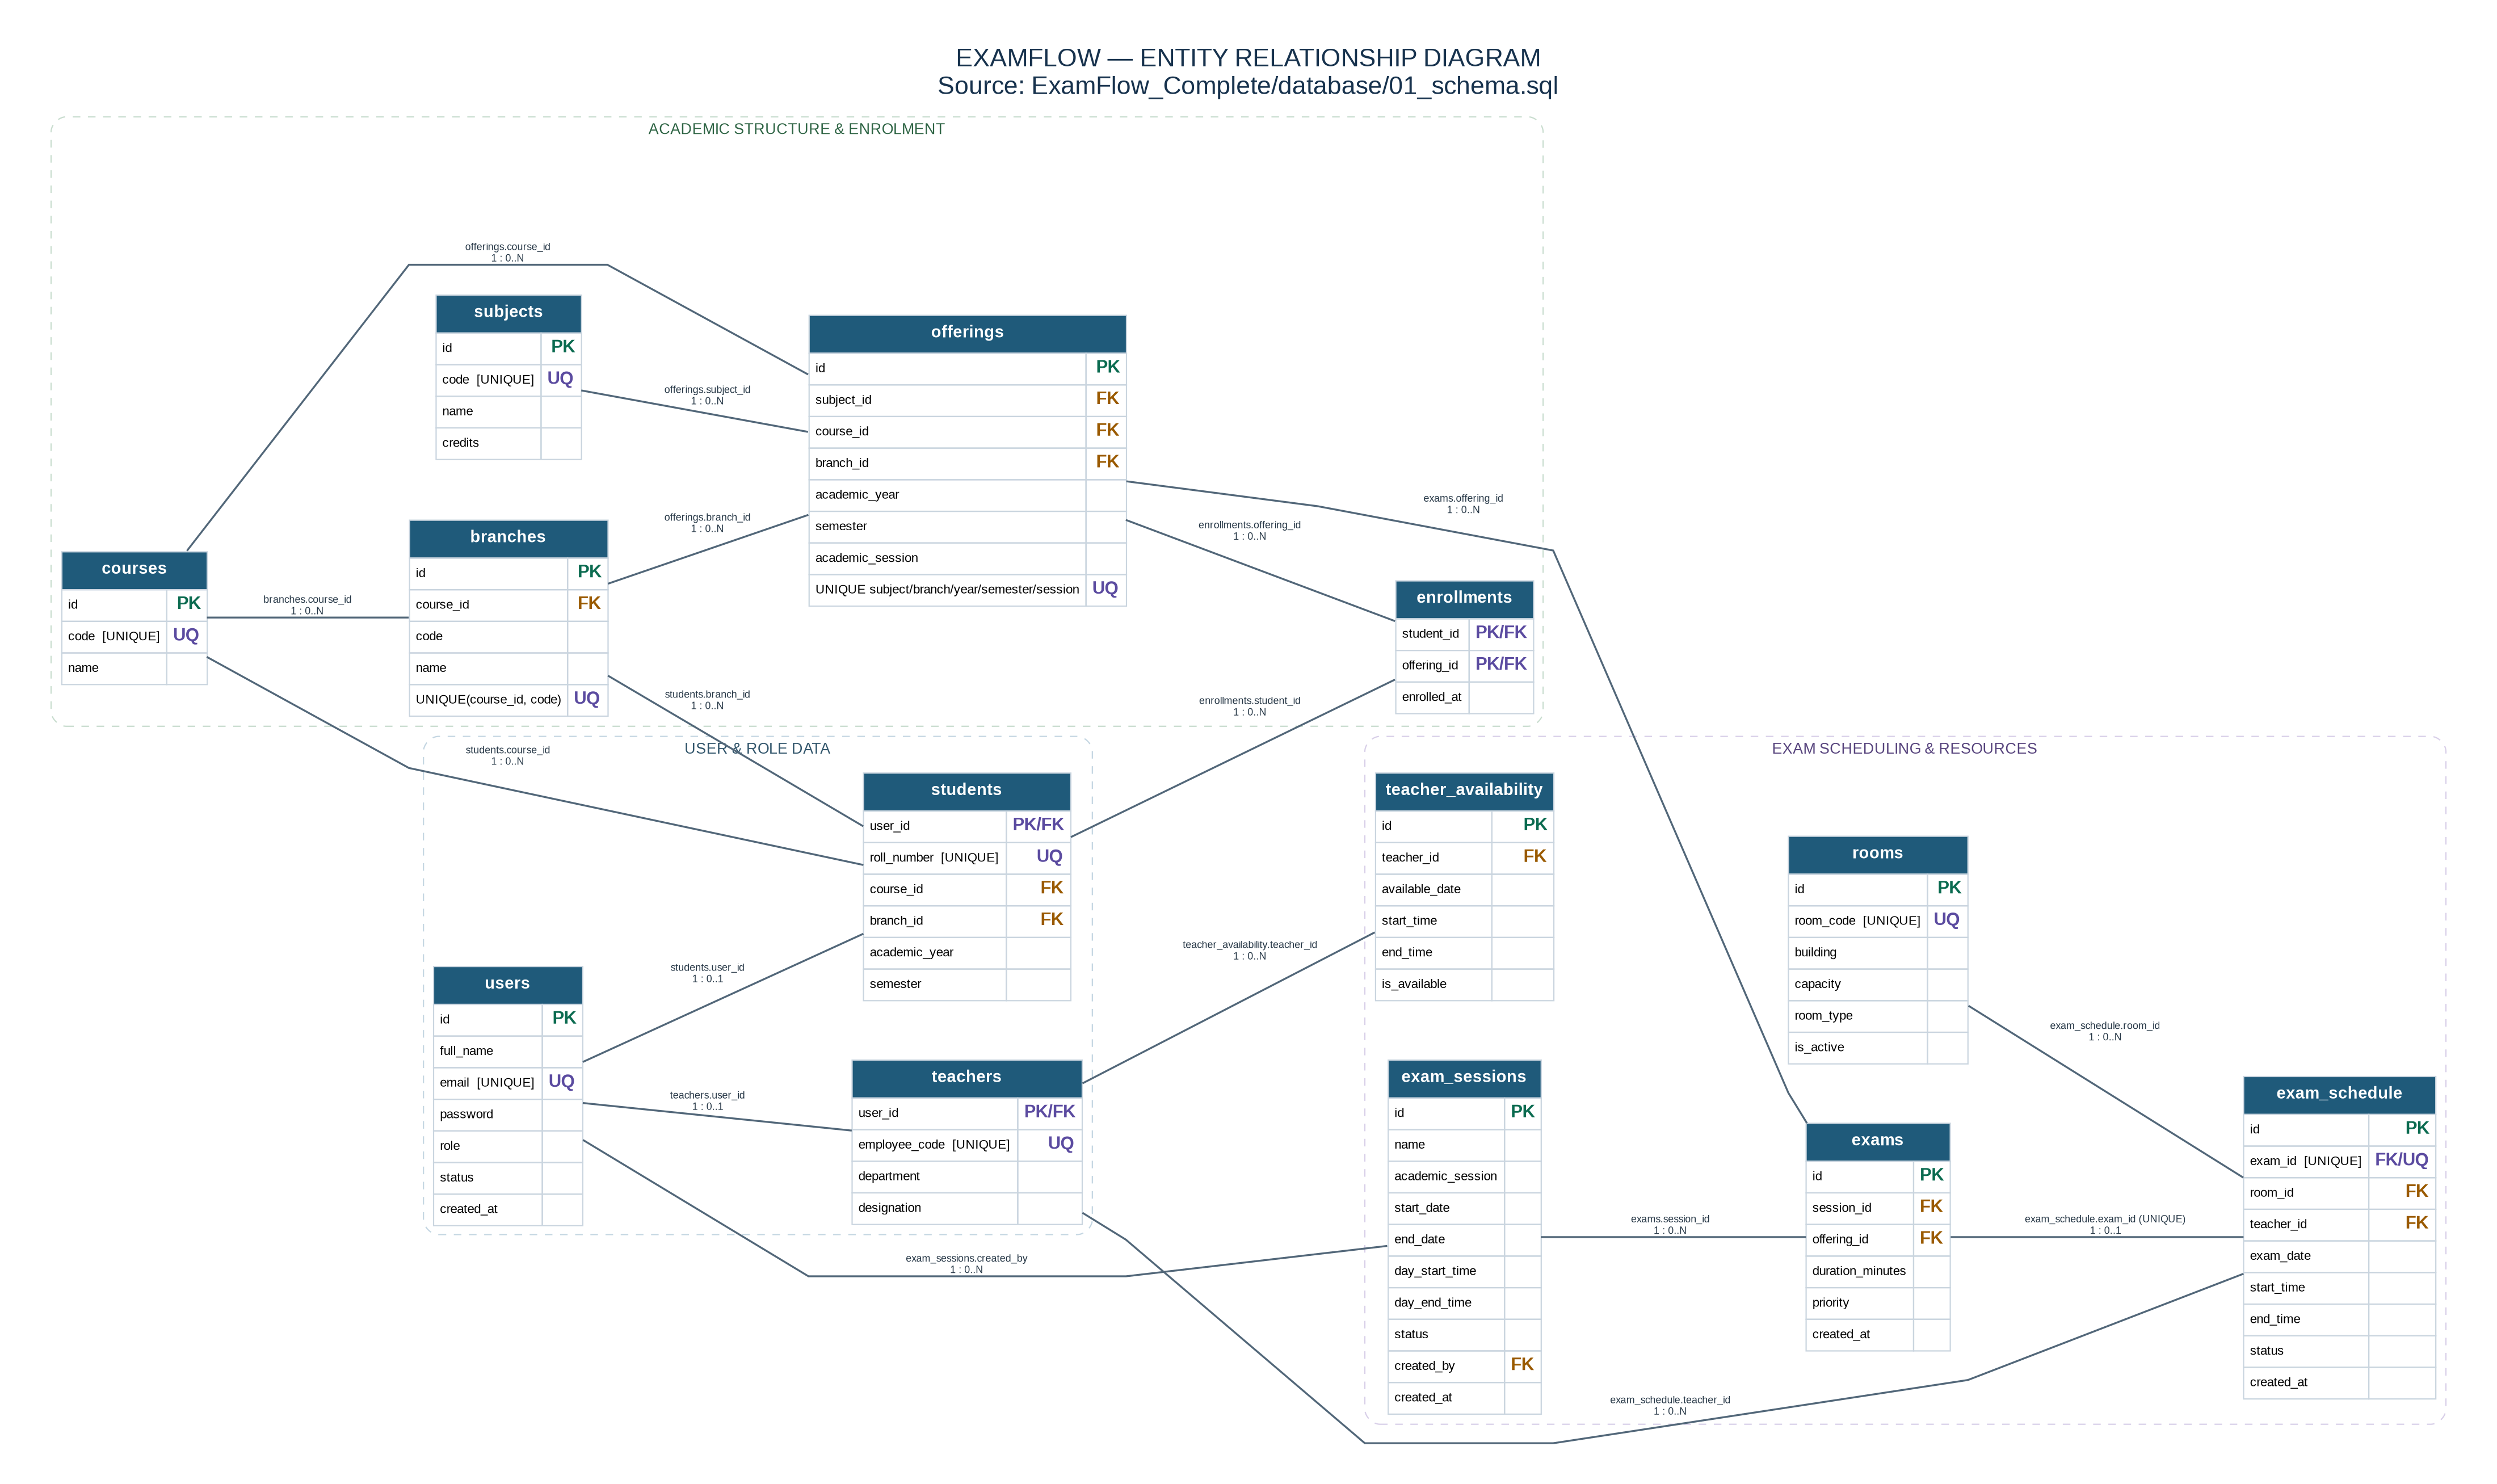 EXAMFLOW — ENTITY RELATIONSHIP DIAGRAM
Source: ExamFlow_Complete/database/01_schema.sql
ACADEMIC STRUCTURE & ENROLMENT
offerings.course_id
1 : 0..N
subjects
id PK
code [UNIQUE] UQ
name
credits
offerings.subject_id
1 : 0..N
offerings
id PK
subject_id FK
course_id FK
branch_id FK
academic_year
semester
academic_session
UNIQUE subject/branch/year/semester/session UQ
exams.offering_id
1 : 0..N
offerings.branch_id
1 : 0..N
enrollments.offering_id
1 : 0..N
branches
id PK
course_id FK
code
name
UNIQUE(course_id, code) UQ
courses
id PK
code [UNIQUE] UQ
name
branches.course_id
1 : 0..N
enrollments
student_id PK/FK
offering_id PK/FK
enrolled_at
students.branch_id
1 : 0..N
enrollments.student_id
1 : 0..N
students.course_id
1 : 0..N
USER & ROLE DATA
students
user_id PK/FK
roll_number [UNIQUE] UQ
course_id FK
branch_id FK
academic_year
semester
users
id PK
full_name
email [UNIQUE] UQ
password
role
status
created_at
students.user_id
1 : 0..1
teachers.user_id
1 : 0..1
teachers
user_id PK/FK
employee_code [UNIQUE] UQ
department
designation
exam_sessions.created_by
1 : 0..N
teacher_availability.teacher_id
1 : 0..N
EXAM SCHEDULING & RESOURCES
teacher_availability
id PK
teacher_id FK
available_date
start_time
end_time
is_available
rooms
id PK
room_code [UNIQUE] UQ
building
capacity
room_type
is_active
exam_schedule.room_id
1 : 0..N
exam_sessions
id PK
name
academic_session
start_date
end_date
day_start_time
day_end_time
status
created_by FK
created_at
exams.session_id
1 : 0..N
exams
id PK
session_id FK
offering_id FK
duration_minutes
priority
created_at
exam_schedule.exam_id (UNIQUE)
1 : 0..1
exam_schedule
id PK
exam_id [UNIQUE] FK/UQ
room_id FK
teacher_id FK
exam_date
start_time
end_time
status
created_at
exam_schedule.teacher_id
1 : 0..N